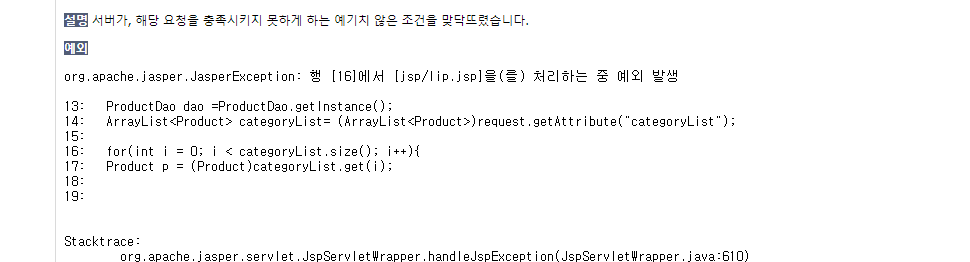 설명 서버가, 해당 요청을 충족시키지 못하게 하는 예기치 않은 조건을 맞닥뜨렸습니다.
예외
org.apache.jasper.JasperException: 행 [16]에서 [jsp/lip.jsp]을(를) 처리하는 중 예외 발생
13: ProductDao dao =ProductDao.getInstance();
14: ArrayList<Product> categoryList= (ArrayList<Product>)request.getAttribute("categoryList");
15:
16: for(int i = 0; i < categoryList.size(); i++){
17: Product p = (Product)categoryList.get(i);
18:
19:
Stacktrace:
org.apache.jasper.servlet.JspServletWrapper.handleJspException(JspServletWrapper.java:610)